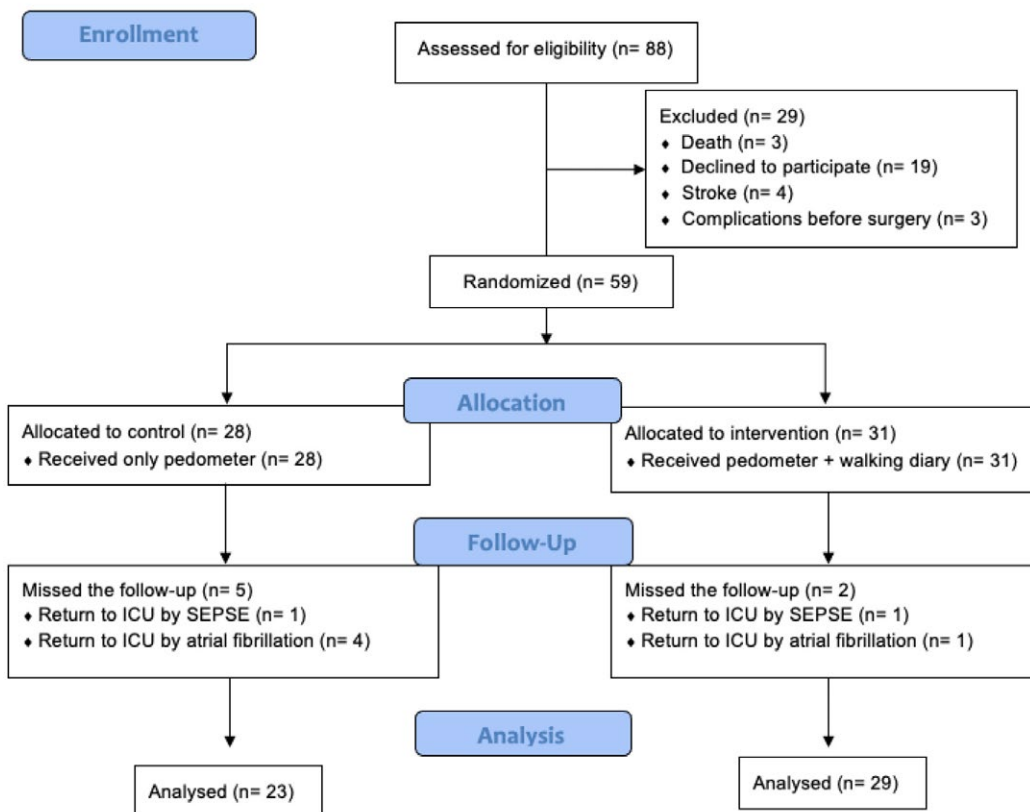 Enrollment
Assessed for eligibility (n= 88)
Excluded (n= 29)
♦ Death (n= 3)
♦ Declined to participate (n= 19)
♦ Stroke (n= 4)
♦ Complications before surgery (n= 3)
Randomized (n= 59)
Allocation
Allocated to control (n= 28)
♦ Received only pedometer (n= 28)
Allocated to intervention (n= 31)
♦ Received pedometer + walking diary (n= 31)
Follow-Up
Missed the follow-up (n= 5)
♦ Return to ICU by SEPSE (n= 1)
♦ Return to ICU by atrial fibrillation (n= 4)
Missed the follow-up (n= 2)
♦ Return to ICU by SEPSE (n= 1)
♦ Return to ICU by atrial fibrillation (n= 1)
Analysis
Analysed (n= 23)
Analysed (n= 29)